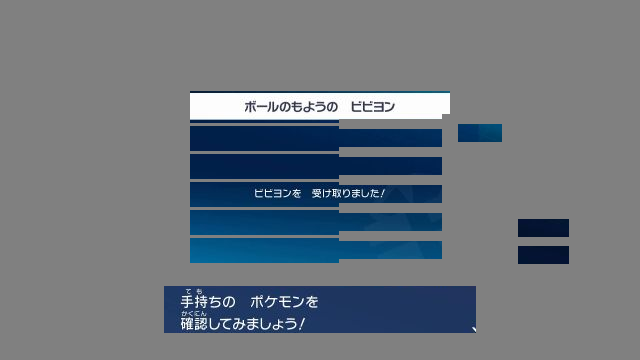 ボールのもようの　ビビヨン
ビビヨンを　受け取りました!
手持ちの　ポケモンを
確認してみましょう!